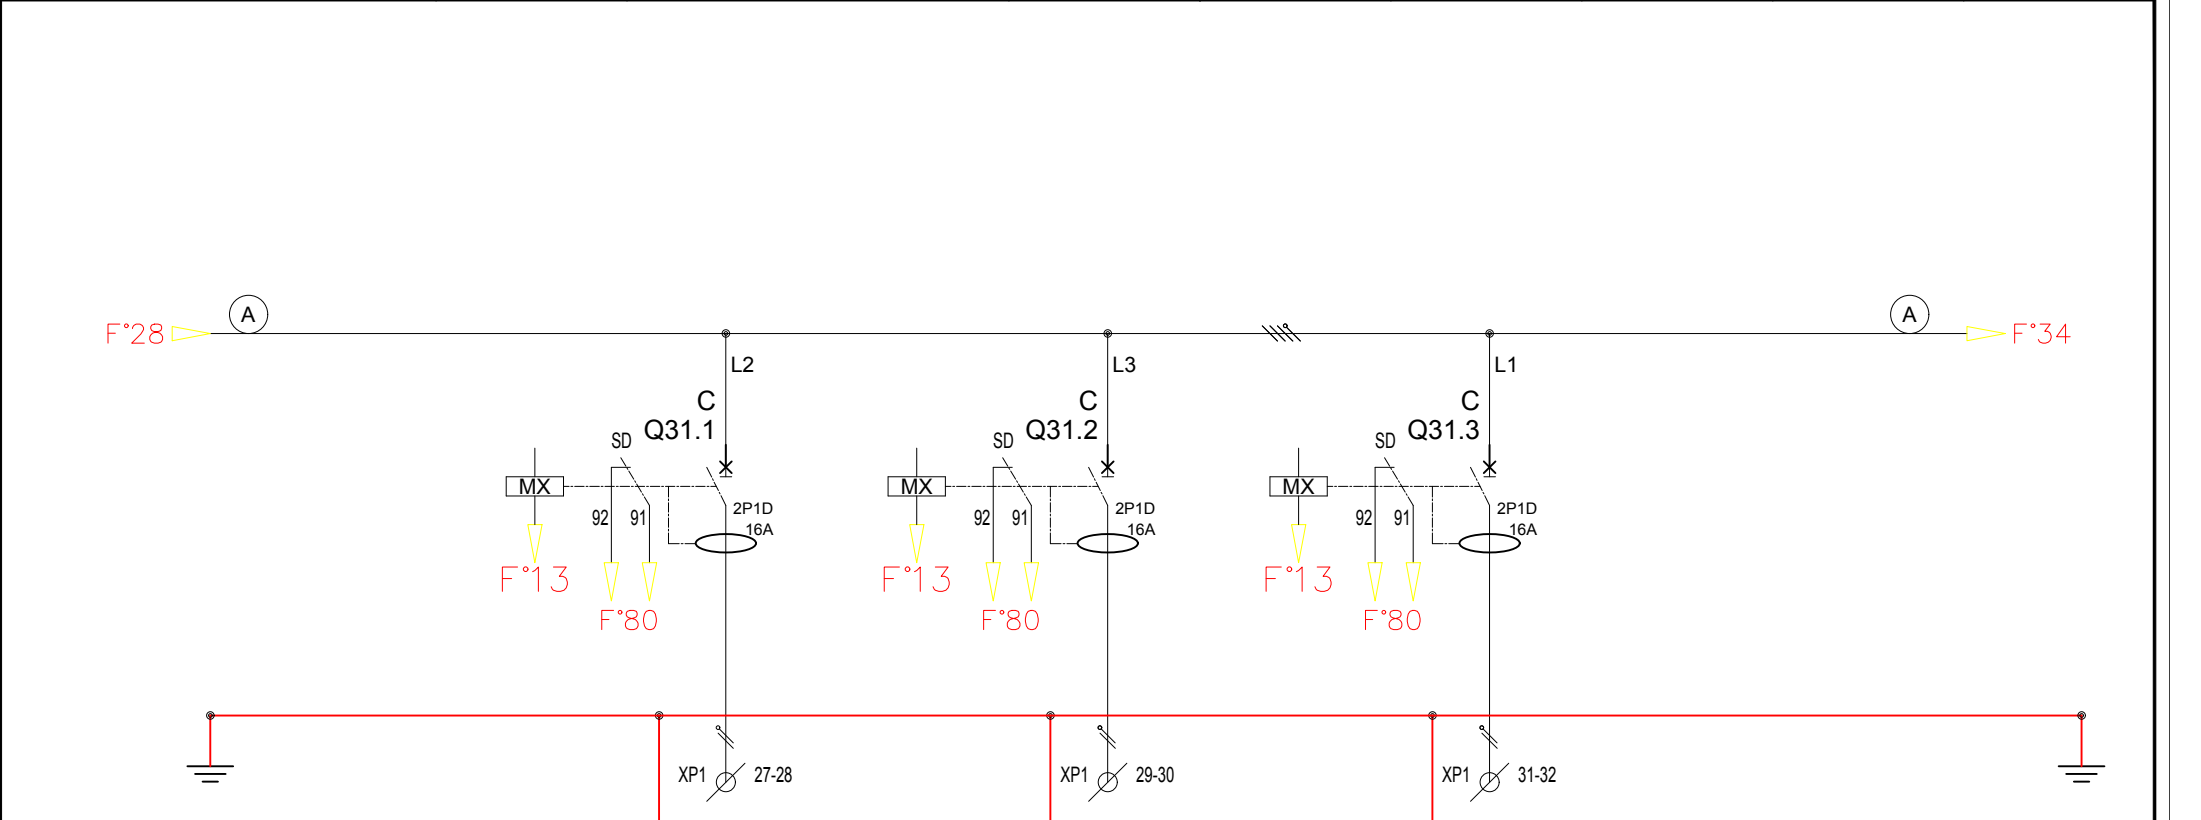 A
A
F°28
F°34
L2
L3
L1
C
C
C
Q31.1
Q31.2
Q31.3
SD
SD
SD
MX
MX
MX
92
91
2P1D
92
91
2P1D
92
91
2P1D
16A
16A
16A
F°13
F°13
F°13
F°80
F°80
F°80
XP1
27-28
XP1
29-30
XP1
31-32